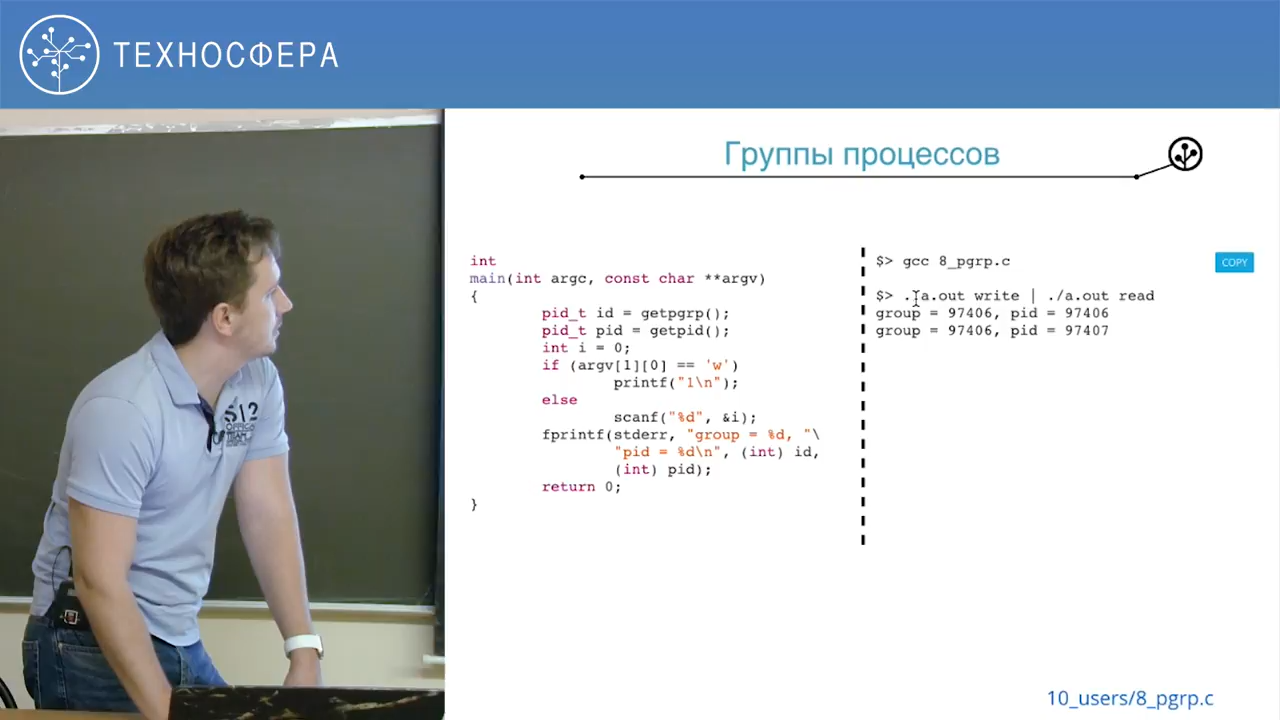 ТЕХНОСФЕРА
Группы процессов
int
main(int argc, const char **argv)
{
pid_t id = getpgrp();
pid_t pid = getpid();
int i = 0;
if (argv[1][0] == 'w')
printf("1\n");
else
scanf("%d", &i);
fprintf(stderr, "group = %d, "\
"pid = %d\n", (int) id,
(int) pid);
return 0;
}
$> gcc 8_pgrp.c
COPY
$> ./a.out write | ./a.out read
group = 97406, pid = 97406
group = 97406, pid = 97407
10_users/8_pgrp.c